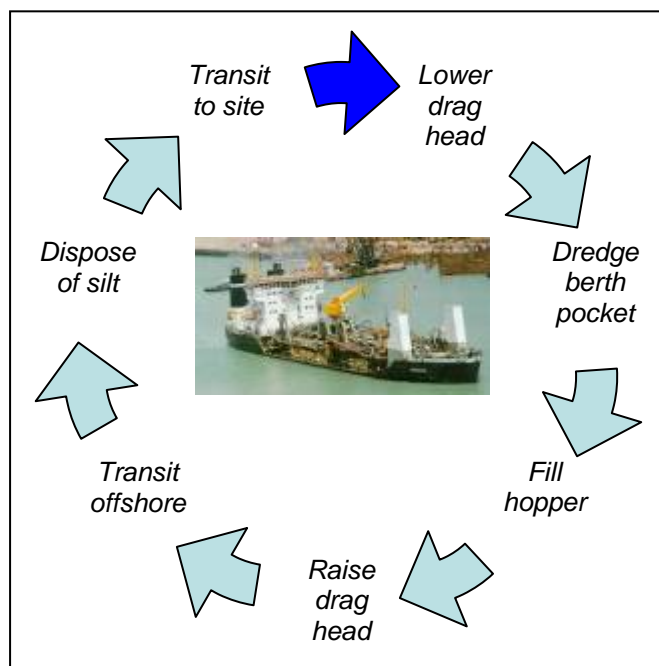 Transit
to site
Lower
drag
head
Dredge
berth
pocket
Fill
hopper
Raise
drag
head
Transit
offshore
Dispose
of silt